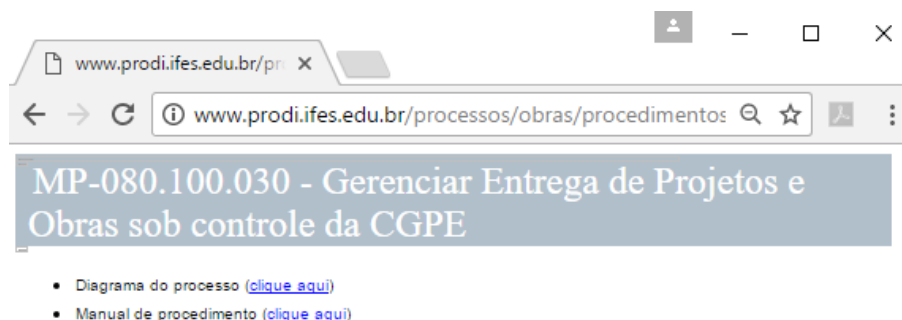 www.prodi.ifes.edu.br/pr
www.prodi.ifes.edu.br/processos/obras/procedimentos
MP-080.100.030 - Gerenciar Entrega de Projetos e
Obras sob controle da CGPE
• Diagrama do processo (clique aqui)
• Manual de procedimento (clique aqui)